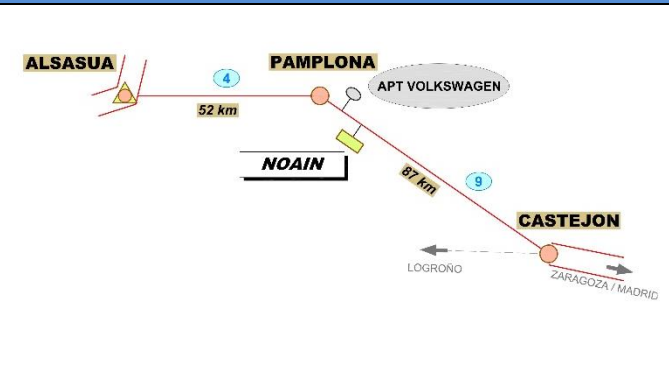 ALSASUA
4
PAMPLONA
52 km
APT VOLKSWAGEN
NOAIN
87 km
9
CASTEJON
LOGROÑO
ZARAGOZA / MADRID